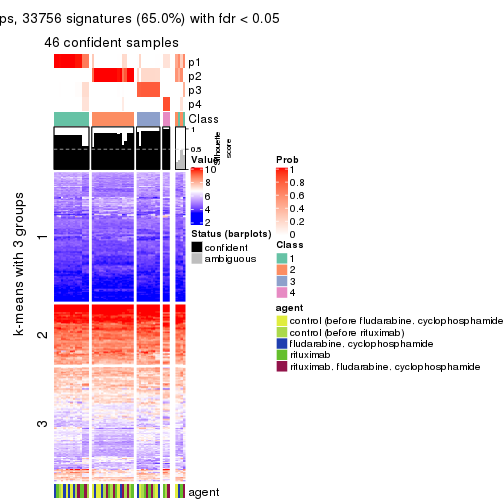 ps, 33756 signatures (65.0%) with fdr < 0.05
46 confident samples
p1
p2
p3
p4
Class
1
0.5
0
Silhouette
score
k-means with 3 groups
1
2
3
agent
Value
10
8
6
4
2
Status (barplots)
confident
ambiguous
Prob
1
0.8
0.6
0.4
0.2
0
Class
1
2
3
4
agent
control (before fludarabine. cyclophosphamide
control (before rituximab)
fludarabine. cyclophosphamide
rituximab
rituximab. fludarabine. cyclophosphamide